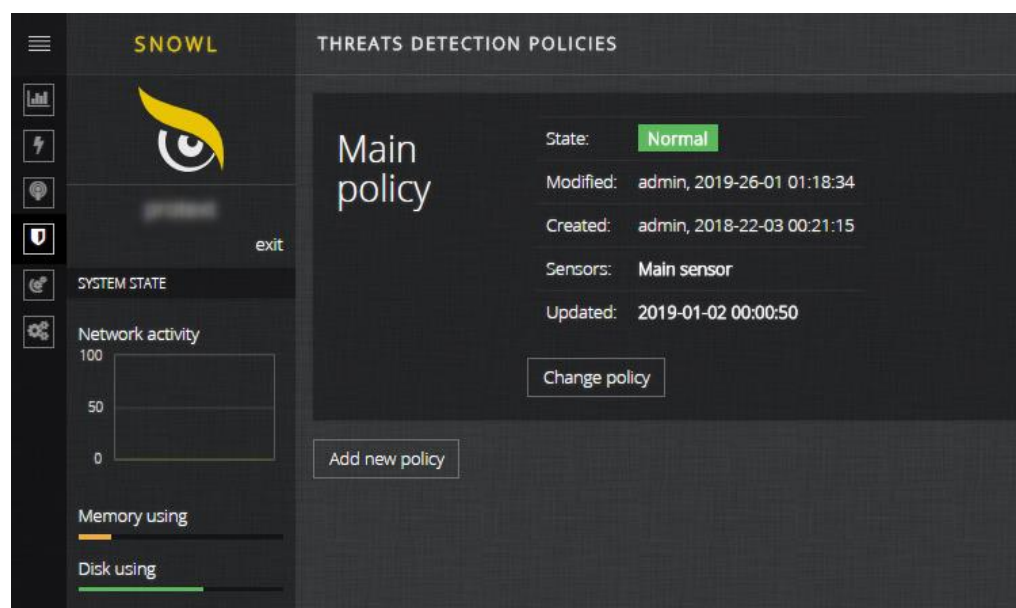 SNOWL
THREATS DETECTION POLICIES
exit
SYSTEM STATE
Network activity
100
50
0
Memory using
Disk using
Main
policy
State: Normal
Modified: admin, 2019-26-01 01:18:34
Created: admin, 2018-22-03 00:21:15
Sensors: Main sensor
Updated: 2019-01-02 00:00:50
Change policy
Add new policy